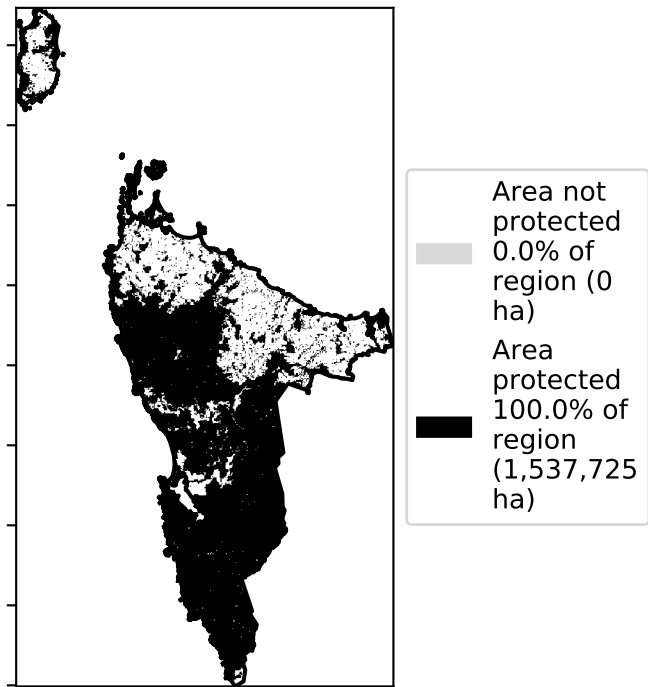 Area not
protected
0.0% of
region (0
ha)
Area
protected
100.0% of
region
(1,537,725
ha)